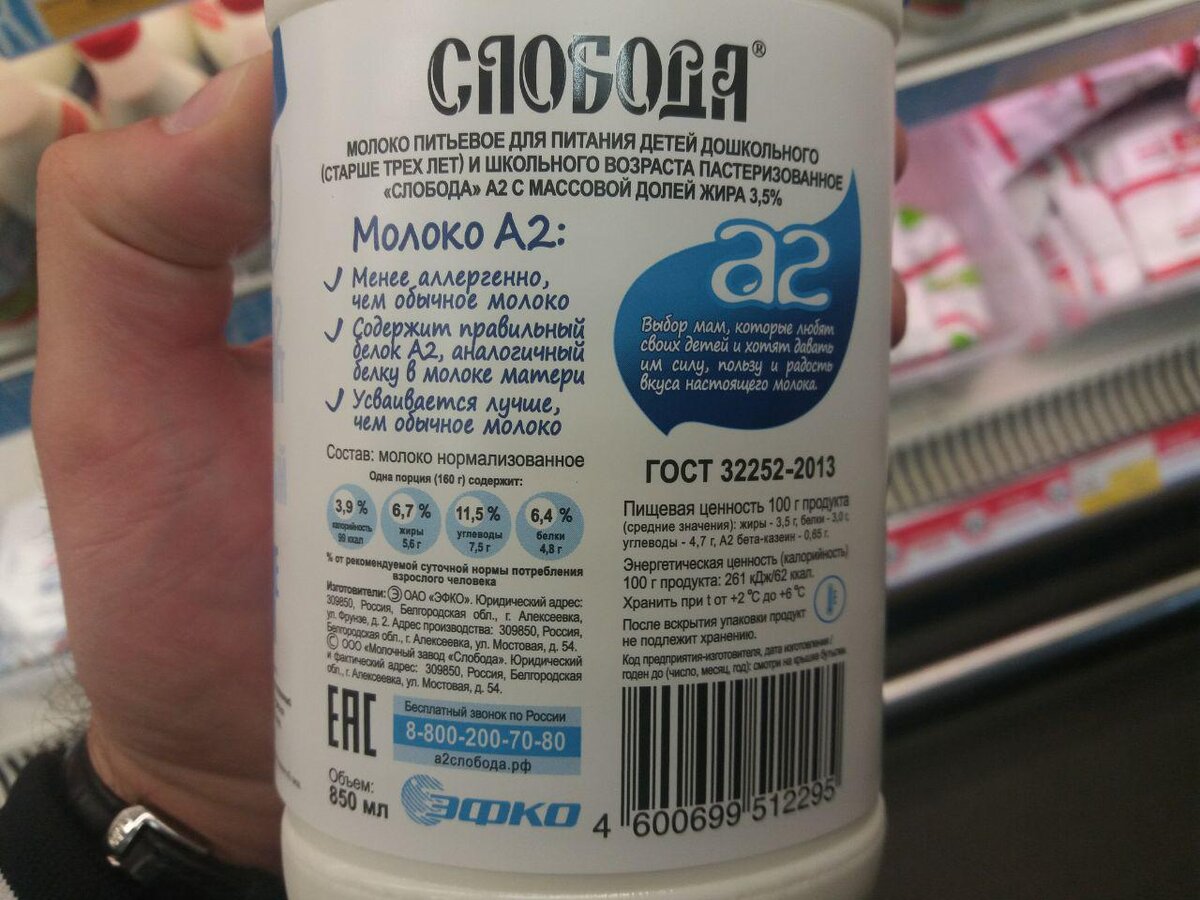 СЛОБОДА®
МОЛОКО ПИТЬЕВОЕ ДЛЯ ПИТАНИЯ ДЕТЕЙ ДОШКОЛЬНОГО
(СТАРШЕ ТРЕХ ЛЕТ) И ШКОЛЬНОГО ВОЗРАСТА ПАСТЕРИЗОВАННОЕ
«СЛОБОДА» А2 С МАССОВОЙ ДОЛЕЙ ЖИРА 3,5%
Молоко А2:
Менее аллергенно,
чем обычное молоко
Содержит правильный
белок А2, аналогичный
белку в молоке матери
Усваивается лучше,
чем обычное молоко
a2
Выбор мам, которые любят
своих детей и хотят давать
им силу, пользу и радость
вкуса настоящего молока.
Состав: молоко нормализованное
Одна порция (160 г) содержит:
3,9 %
калорийность
99 ккал
6,7 %
жиры
5,6 г
11,5 %
углеводы
7,5 г
6,4 %
белки
4,8 г
% от рекомендуемой суточной нормы потребления
взрослого человека
Изготовители: Э ОАО «ЭФКО». Юридический адрес:
309850, Россия, Белгородская обл., г. Алексеевка,
ул. Фрунзе, д. 2. Адрес производства: 309850, Россия,
Белгородская обл., г. Алексеевка, ул. Мостовая, д. 54.
С ООО «Молочный завод «Слобода». Юридический
и фактический адрес: 309850, Россия, Белгородская
обл., г. Алексеевка, ул. Мостовая, д. 54.
ЕАС
Бесплатный звонок по России
8-800-200-70-80
а2слобода.рф
Объем:
850 мл
ЭФКО
ГОСТ 32252-2013
Пищевая ценность 100 г продукта
(средние значения): жиры - 3,5 г, белки - 3,0 г,
углеводы - 4,7 г, А2 бета-казеин - 0,65 г.
Энергетическая ценность (калорийность)
100 г продукта: 261 кДж/62 ккал.
Хранить при t от +2 °С до +6 °С
После вскрытия упаковки продукт
не подлежит хранению.
Код предприятия-изготовителя, дата изготовления /
годен до (число, месяц, год): смотри на крышке бутылки.
4 600699 512295